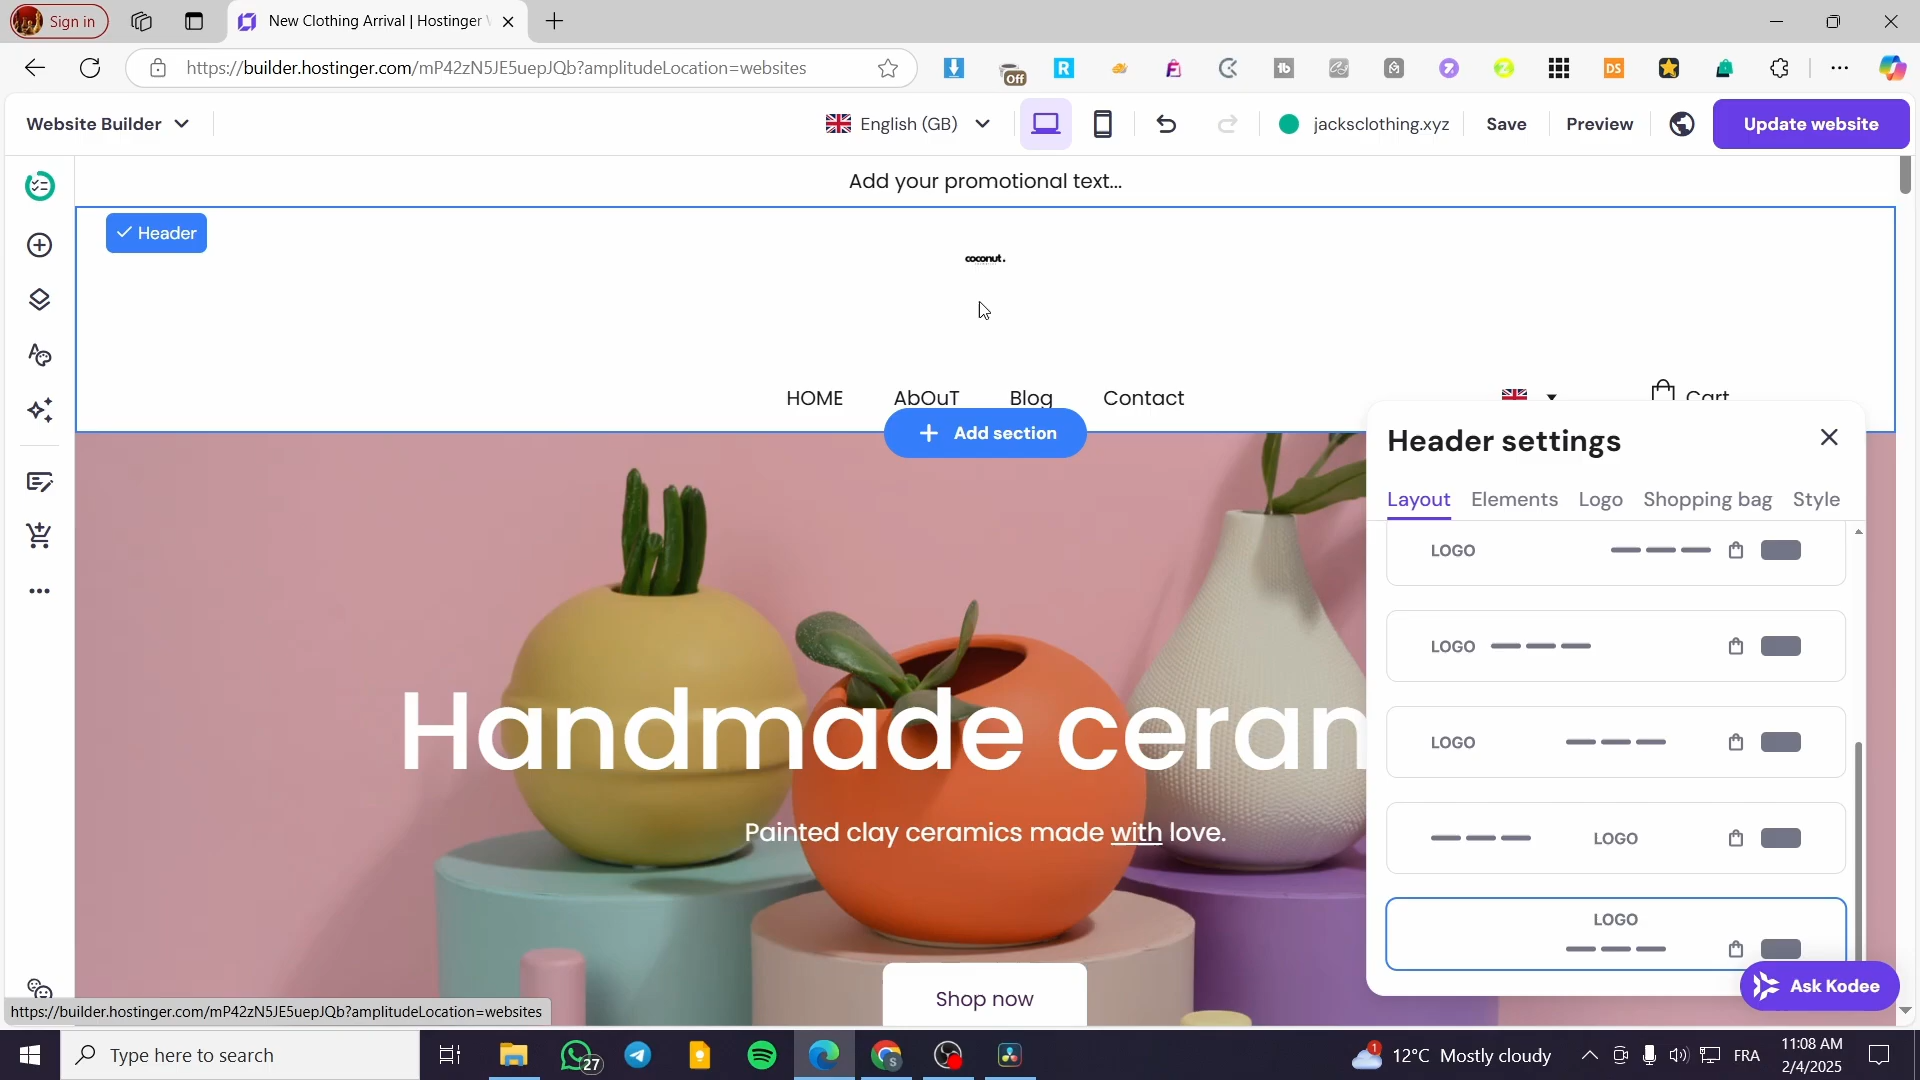 Sign in
New Clothing Arrival | Hostinger
https://builder.hostinger.com/mP42zN5JE5uepJQb?amplitudeLocation=websites
Off
Website Builder
English (GB)
jacksclothing.xyz
Save
Preview
Update website
Add your promotional text...
Header
coconut.
HOME
AbOuT
Blog
Contact
Cart
Add section
Header settings
Layout
Elements
Logo
Shopping bag
Style
LOGO
LOGO
LOGO
LOGO
LOGO
Handmade ceram
Painted clay ceramics made with love.
Shop now
Ask Kodee
https://builder.hostinger.com/mP42zN5JE5uepJQb?amplitudeLocation=websites
Type here to search
27
1
12°C Mostly cloudy
FRA
11:08 AM
2/4/2025